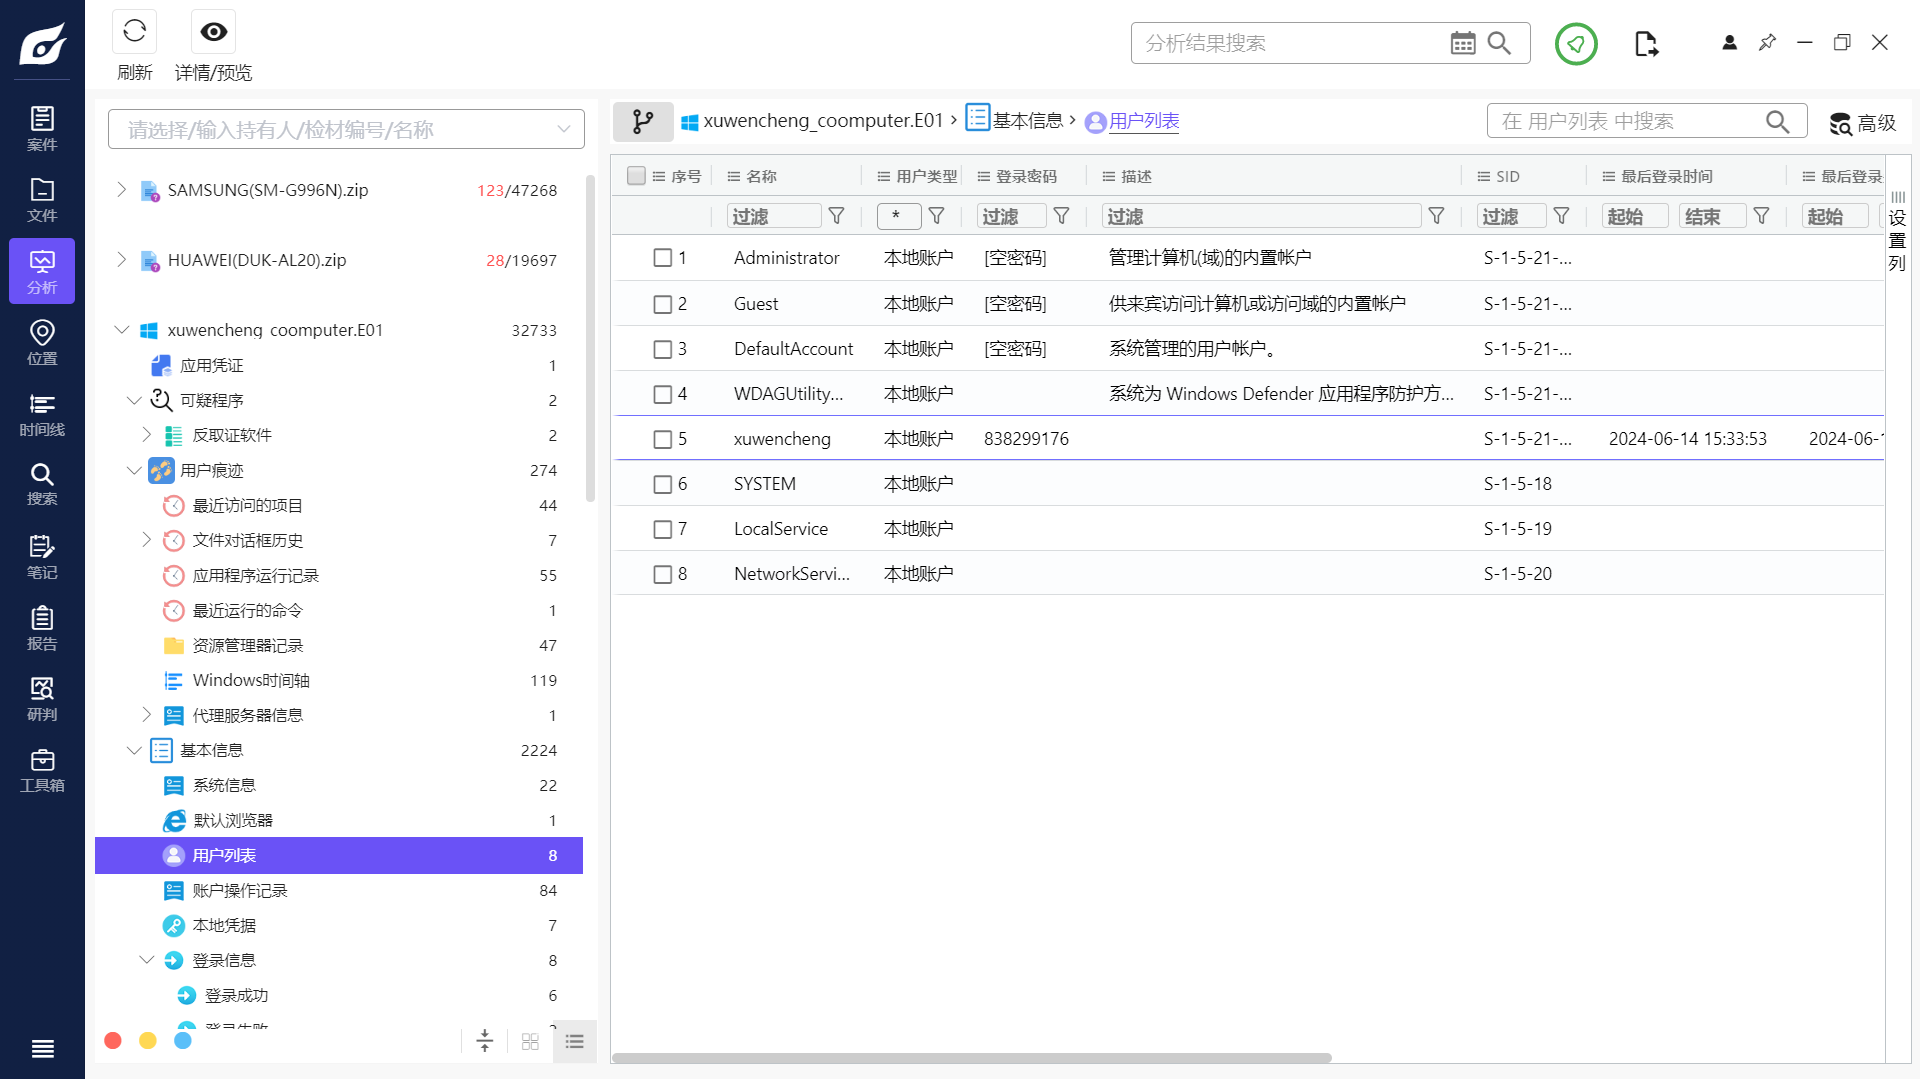 刷新
详情/预览
分析结果搜索
案件
文件
分析
位置
时间线
搜索
笔记
报告
研判
工具箱
请选择/输入持有人/检材编号/名称
SAMSUNG(SM-G996N).zip 123/47268
HUAWEI(DUK-AL20).zip 28/19697
xuwencheng_coomputer.E01 32733
应用凭证 1
可疑程序 2
反取证软件 2
用户痕迹 274
最近访问的项目 44
文件对话框历史 7
应用程序运行记录 55
最近运行的命令 1
资源管理器记录 47
Windows时间轴 119
代理服务器信息 1
基本信息 2224
系统信息 22
默认浏览器 1
用户列表 8
账户操作记录 84
本地凭据 7
登录信息 8
登录成功 6
登录失败 2
xuwencheng_coomputer.E01 › 基本信息 › 用户列表
在 用户列表 中搜索
高级
序号 名称 用户类型 登录密码 描述 SID 最后登录时间 最后登录
过滤 * 过滤 过滤 过滤 起始 结束 起始
1 Administrator 本地账户 [空密码] 管理计算机(域)的内置帐户 S-1-5-21-...
2 Guest 本地账户 [空密码] 供来宾访问计算机或访问域的内置帐户 S-1-5-21-...
3 DefaultAccount 本地账户 [空密码] 系统管理的用户帐户。 S-1-5-21-...
4 WDAGUtility... 本地账户 系统为 Windows Defender 应用程序防护方... S-1-5-21-...
5 xuwencheng 本地账户 838299176 S-1-5-21-... 2024-06-14 15:33:53 2024-06-1
6 SYSTEM 本地账户 S-1-5-18
7 LocalService 本地账户 S-1-5-19
8 NetworkServi... 本地账户 S-1-5-20
设置列